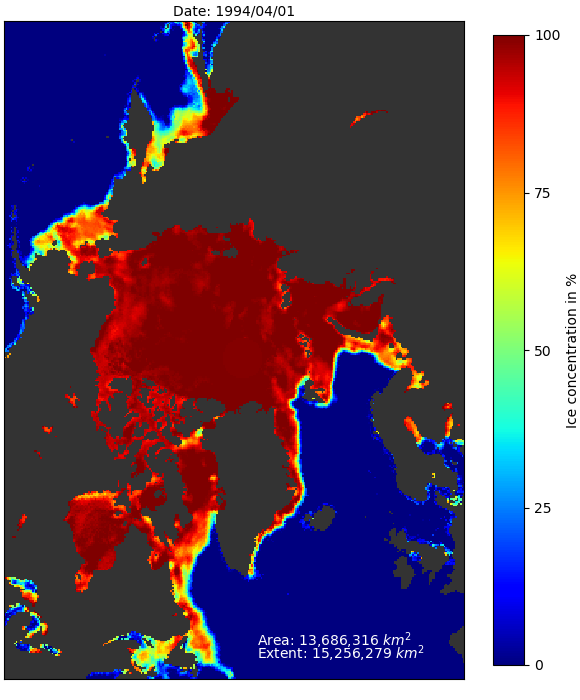 Date: 1994/04/01
100
75
50
25
0
Ice concentration in %
Area: 13,686,316 km²
Extent: 15,256,279 km²